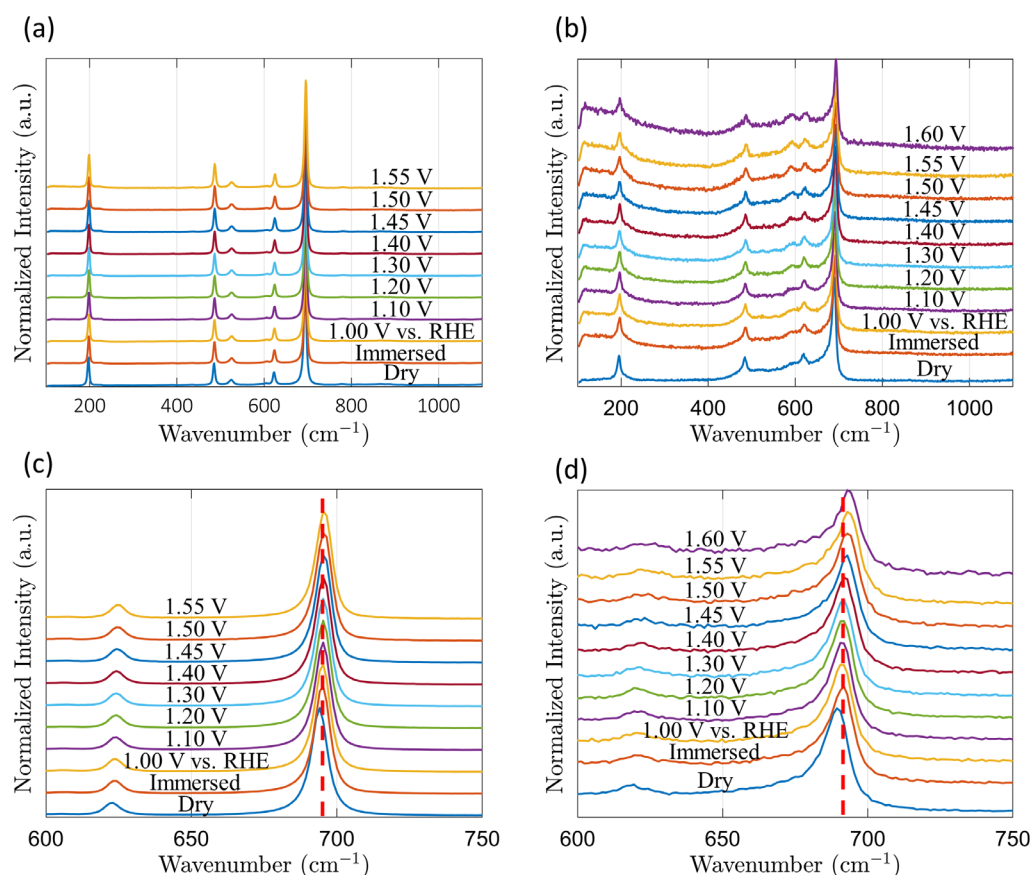 (a)
Normalized Intensity (a.u.)
1.55 V
1.50 V
1.45 V
1.40 V
1.30 V
1.20 V
1.10 V
1.00 V vs. RHE
Immersed
Dry
200 400 600 800 1000
Wavenumber (cm⁻¹)
(b)
Normalized Intensity (a.u.)
1.60 V
1.55 V
1.50 V
1.45 V
1.40 V
1.30 V
1.20 V
1.10 V
1.00 V vs. RHE
Immersed
Dry
200 400 600 800 1000
Wavenumber (cm⁻¹)
(c)
Normalized Intensity (a.u.)
1.55 V
1.50 V
1.45 V
1.40 V
1.30 V
1.20 V
1.10 V
1.00 V vs. RHE
Immersed
Dry
600 650 700 750
Wavenumber (cm⁻¹)
(d)
Normalized Intensity (a.u.)
1.60 V
1.55 V
1.50 V
1.45 V
1.40 V
1.30 V
1.20 V
1.10 V
1.00 V vs. RHE
Immersed
Dry
600 650 700 750
Wavenumber (cm⁻¹)